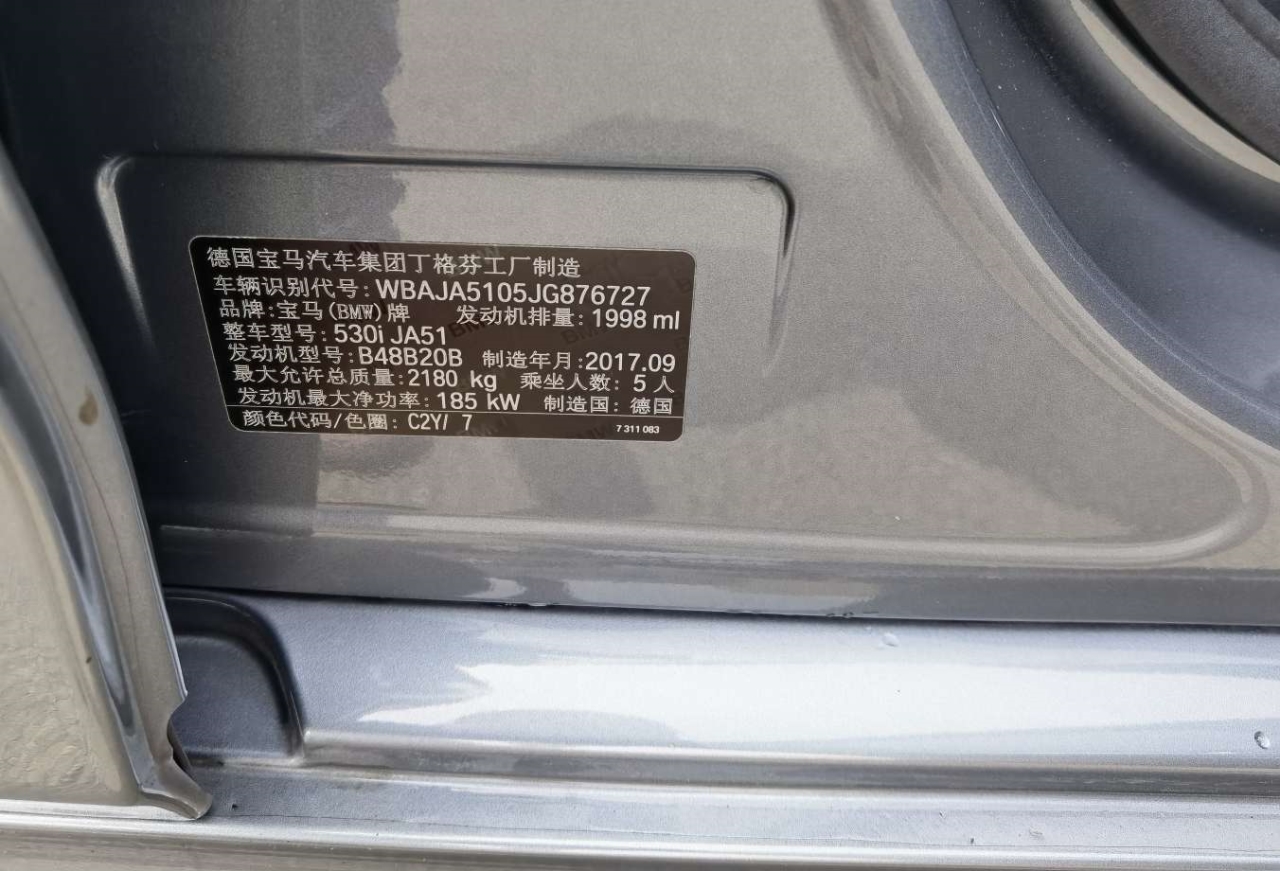 德国宝马汽车集团丁格芬工厂制造
车辆识别代号: WBAJA5105JG876727
品牌: 宝马(BMW)牌 发动机排量: 1998 ml
整车型号: 530i JA51
发动机型号: B48B20B 制造年月: 2017.09
最大允许总质量: 2180 kg 乘坐人数: 5 人
发动机最大净功率: 185 kW 制造国: 德国
颜色代码/色圈: C2Y/ 7 7 311 083